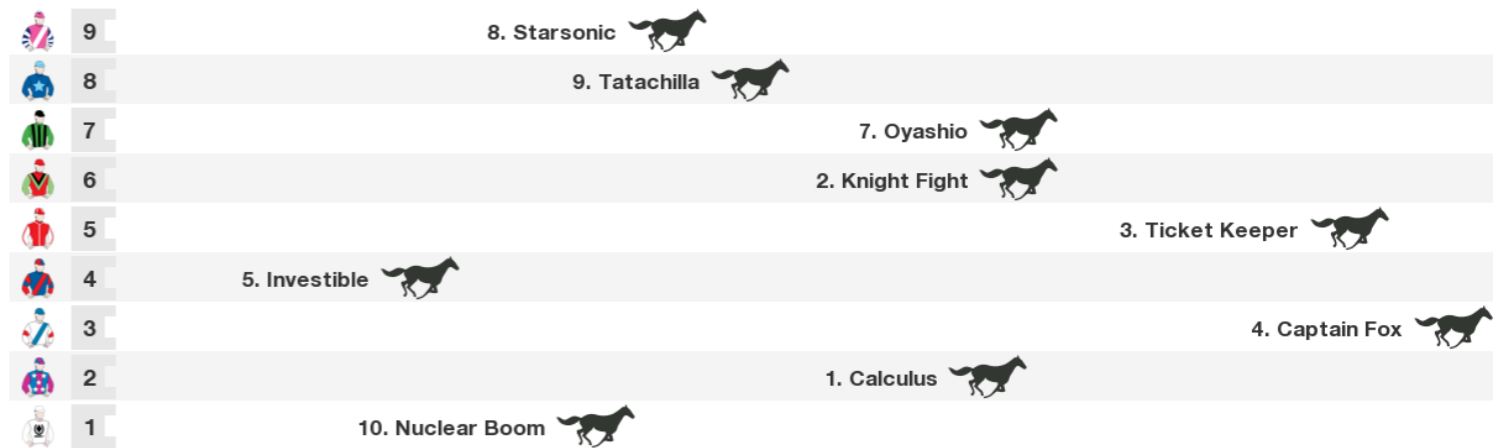 9 8. Starsonic
8 9. Tatachilla
7 7. Oyashio
6 2. Knight Fight
5 3. Ticket Keeper
4 5. Investible
3 4. Captain Fox
2 1. Calculus
1 10. Nuclear Boom